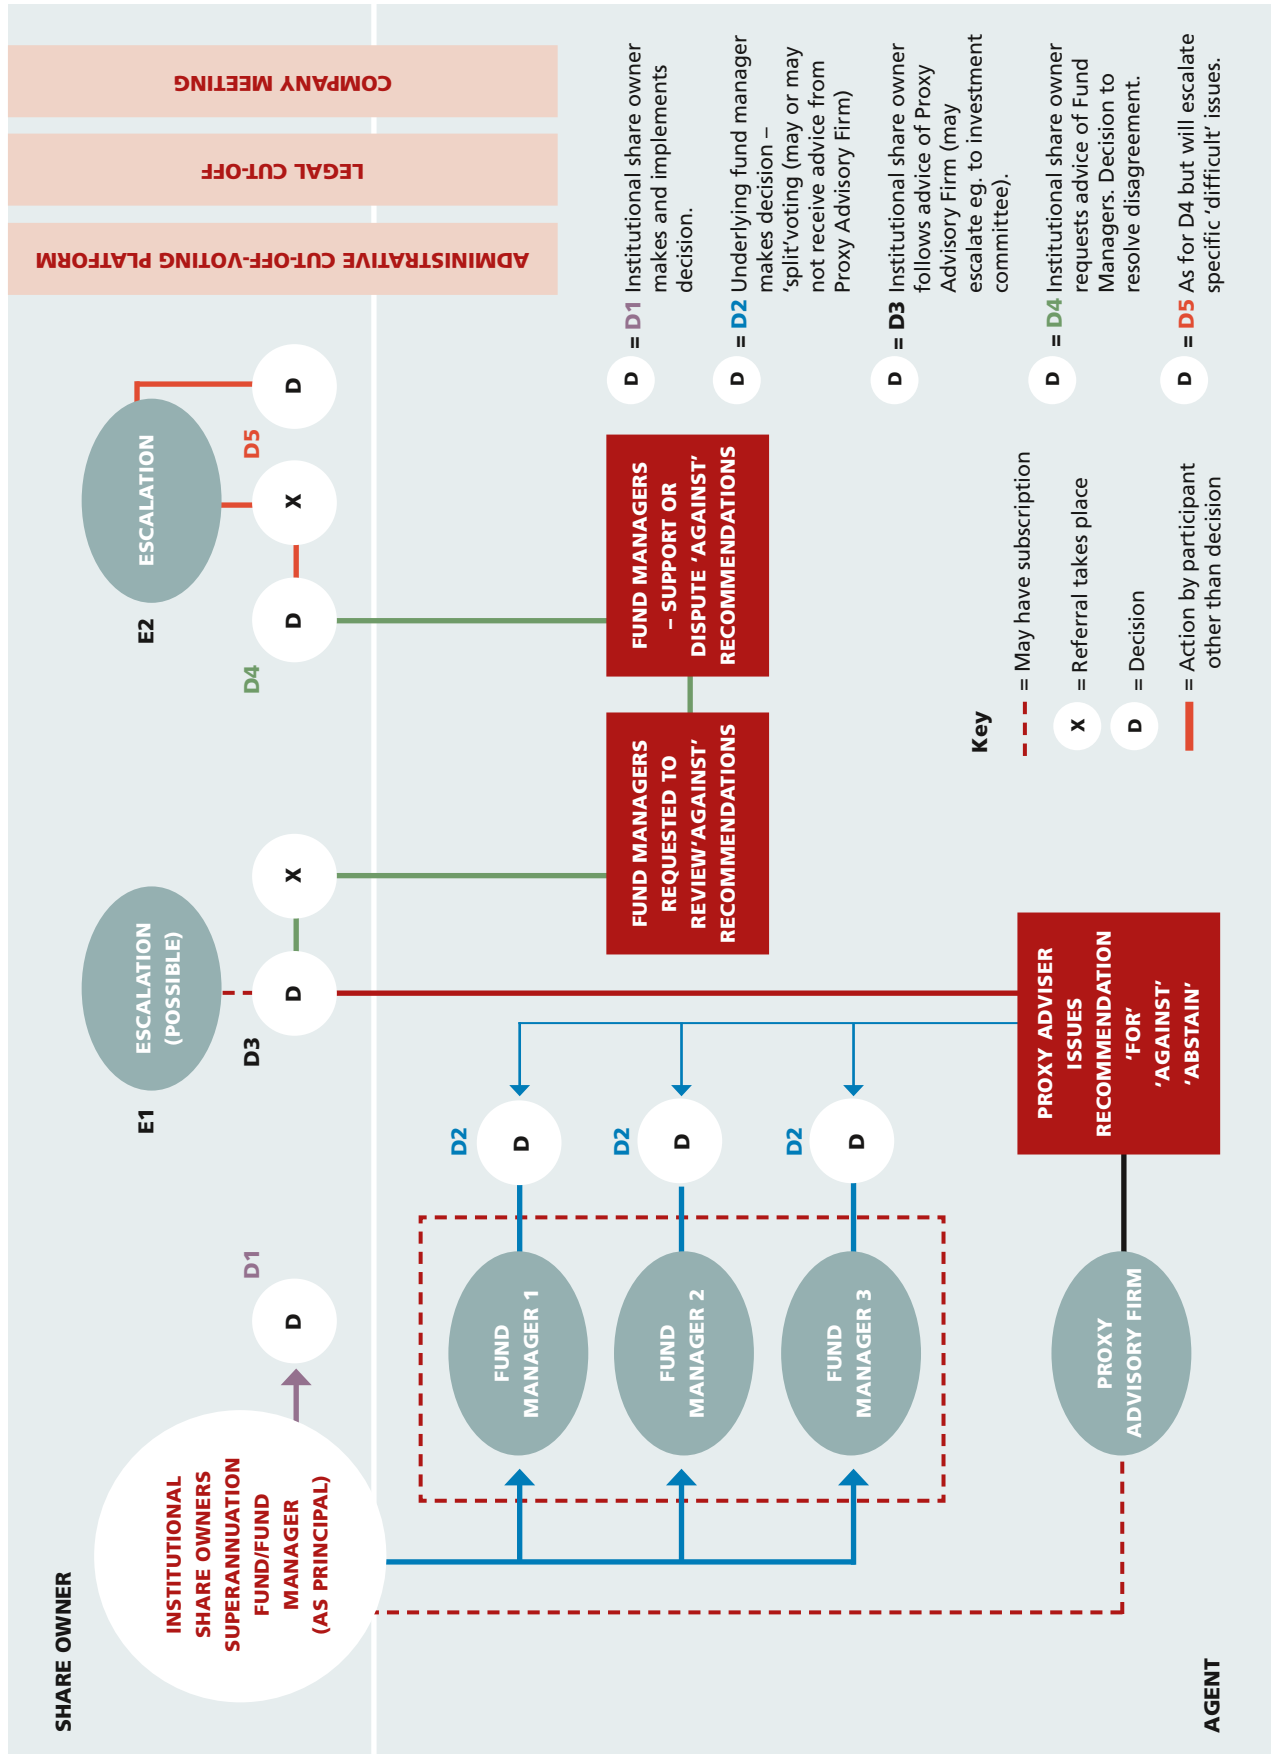 SHARE OWNER
INSTITUTIONAL
SHARE OWNERS
SUPERANNUATION
FUND/FUND
MANAGER
(AS PRINCIPAL)
D1
D
E1
ESCALATION
(POSSIBLE)
D3
D
X
E2
ESCALATION
D4
D
X
D5
D
ADMINISTRATIVE CUT-OFF-VOTING PLATFORM
LEGAL CUT-OFF
COMPANY MEETING
FUND
MANAGER 1
D2
D
FUND
MANAGER 2
D2
D
FUND
MANAGER 3
D2
D
FUND MANAGERS
REQUESTED TO
REVIEW‘AGAINST’
RECOMMENDATIONS
FUND MANAGERS
– SUPPORT OR
DISPUTE ‘AGAINST’
RECOMMENDATIONS
AGENT
PROXY
ADVISORY FIRM
PROXY ADVISER
ISSUES
RECOMMENDATION
‘FOR’
‘AGAINST’
‘ABSTAIN’
Key
= May have subscription
X = Referral takes place
D = Decision
= Action by participant
other than decision
D = D1 Institutional share owner
makes and implements
decision.
D = D2 Underlying fund manager
makes decision –
‘split’voting (may or may
not receive advice from
Proxy Advisory Firm)
D = D3 Institutional share owner
follows advice of Proxy
Advisory Firm (may
escalate eg. to investment
committee).
D = D4 Institutional share owner
requests advice of Fund
Managers. Decision to
resolve disagreement.
D = D5 As for D4 but will escalate
specific ‘difficult’ issues.